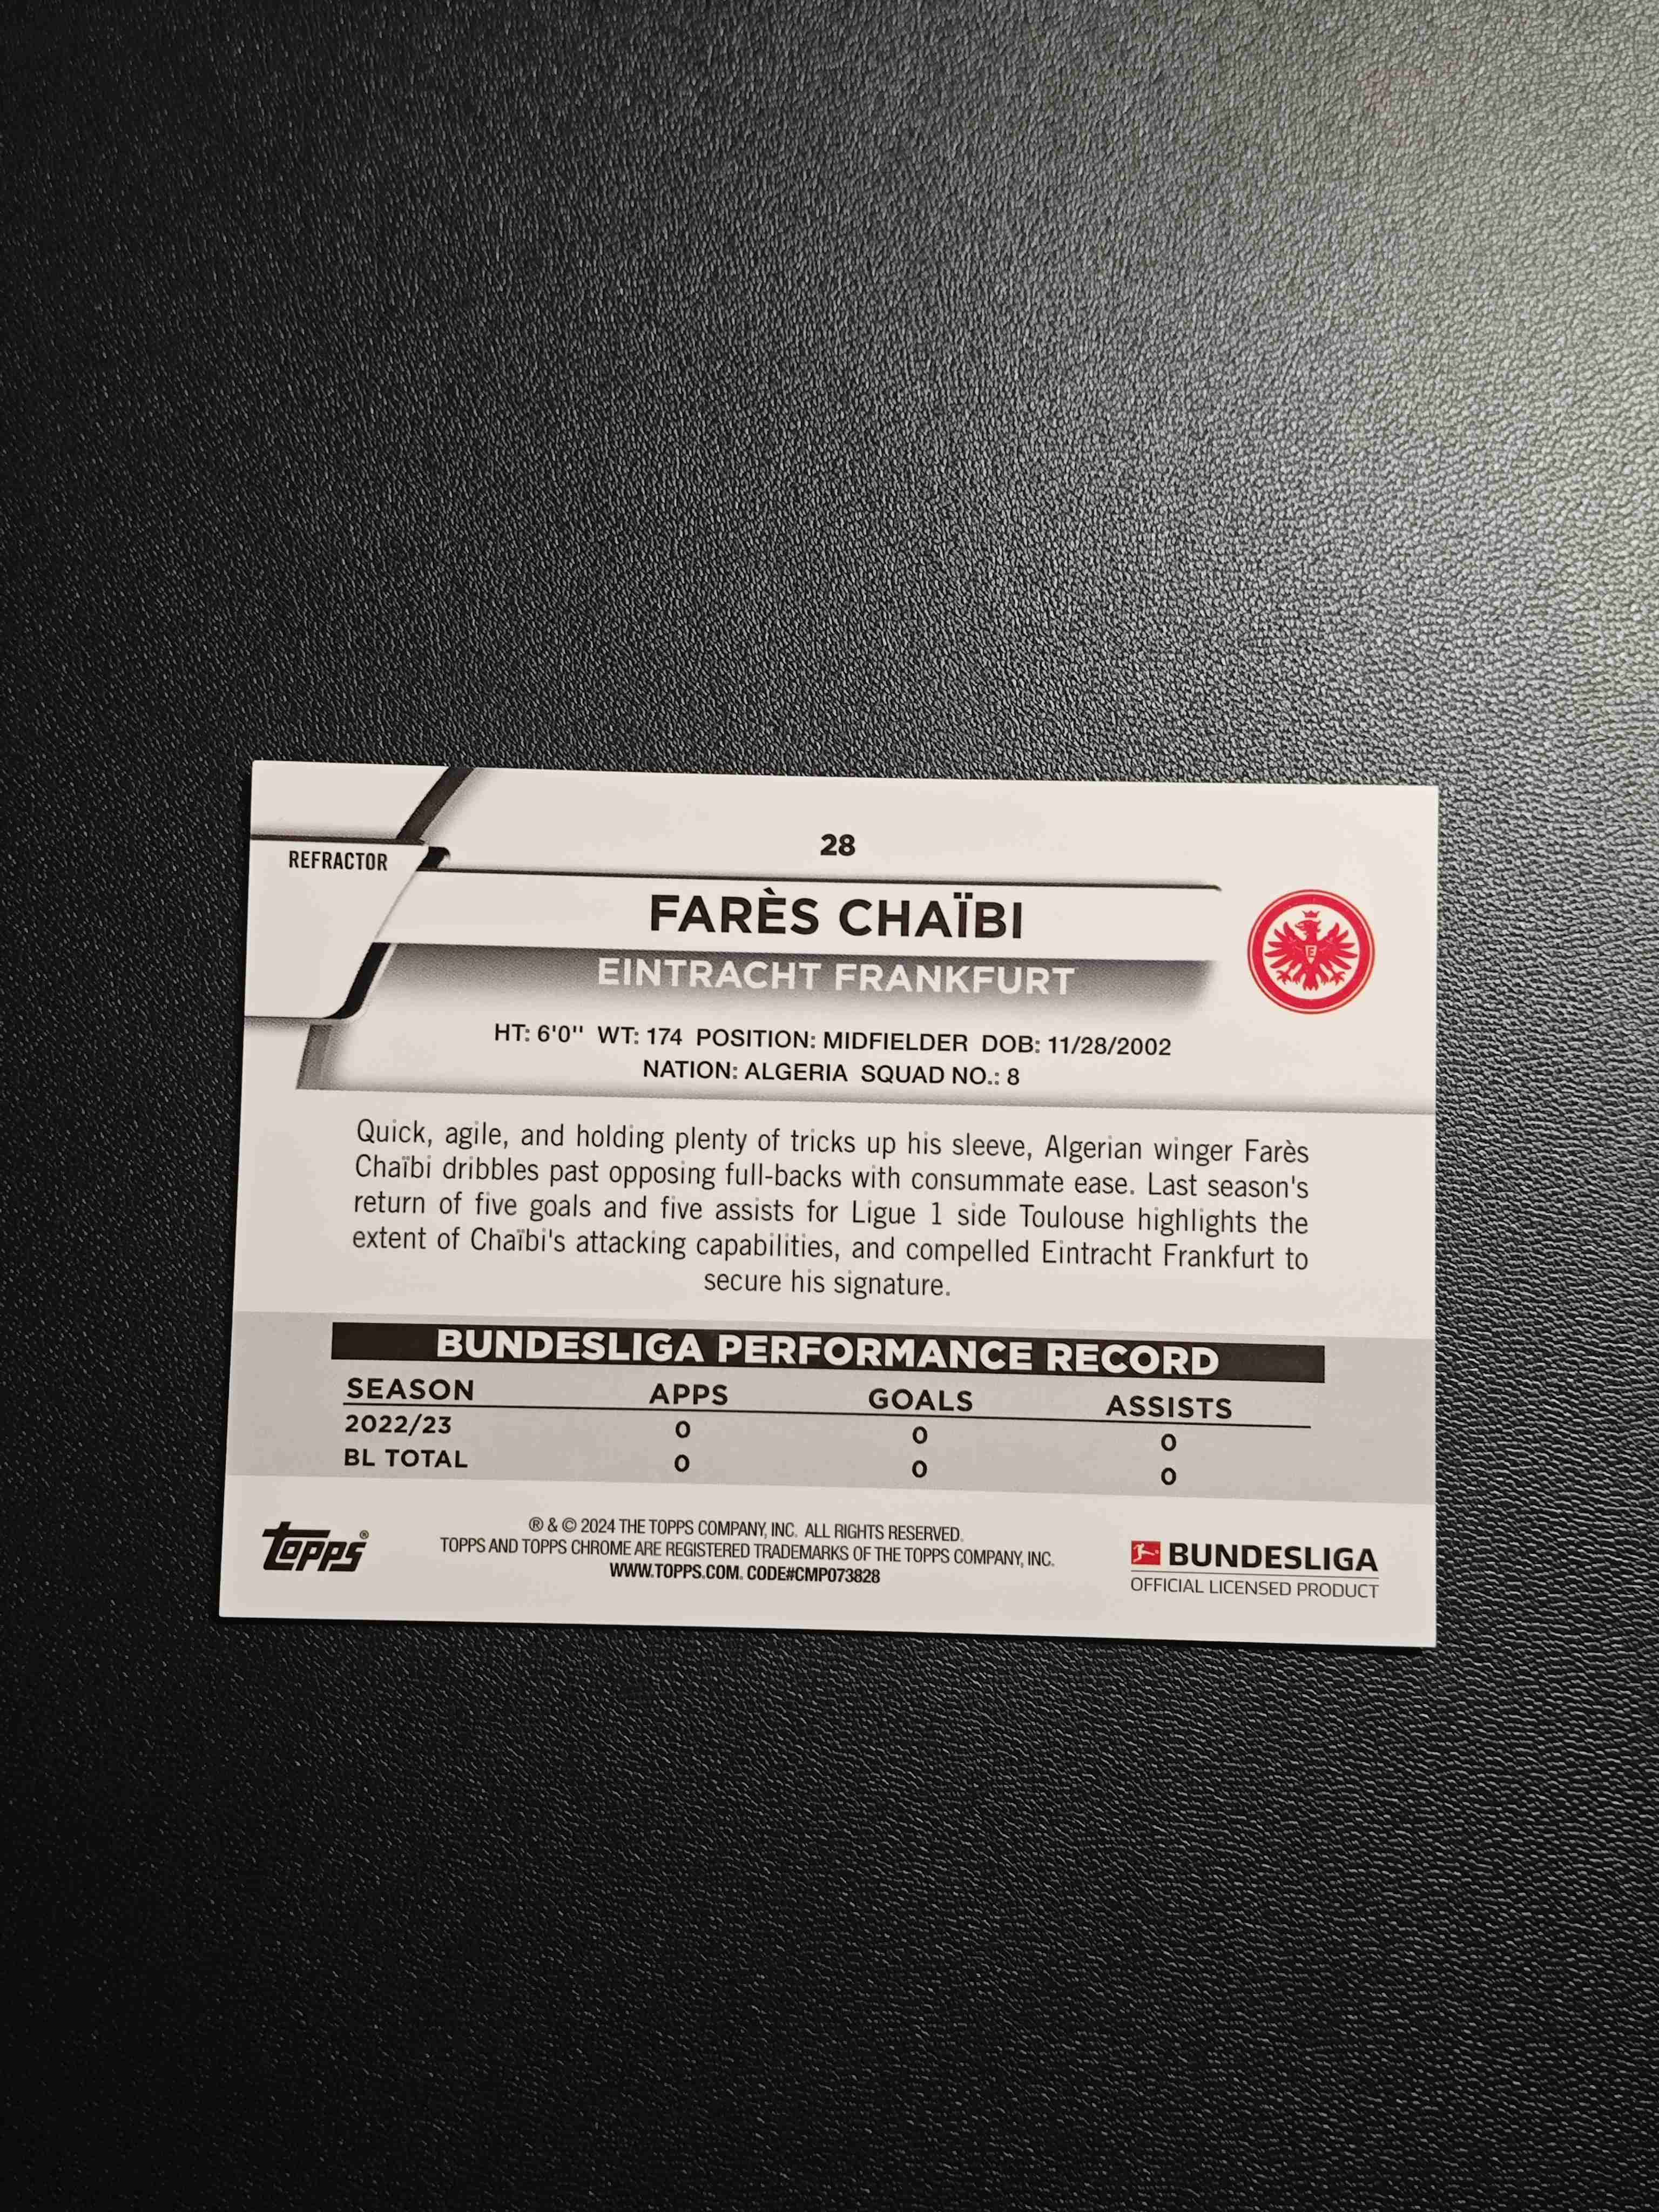 28
REFRACTOR
FARÈS CHAÏBI
EINTRACHT FRANKFURT
HT: 6'0" WT: 174 POSITION: MIDFIELDER DOB: 11/28/2002
NATION: ALGERIA SQUAD NO.: 8
Quick, agile, and holding plenty of tricks up his sleeve, Algerian winger Farès
Chaïbi dribbles past opposing full-backs with consummate ease. Last season's
return of five goals and five assists for Ligue 1 side Toulouse highlights the
extent of Chaïbi's attacking capabilities, and compelled Eintracht Frankfurt to
secure his signature.
BUNDESLIGA PERFORMANCE RECORD
SEASON APPS GOALS ASSISTS
2022/23 0 0 0
BL TOTAL 0 0 0
Topps®
® & © 2024 THE TOPPS COMPANY, INC. ALL RIGHTS RESERVED.
TOPPS AND TOPPS CHROME ARE REGISTERED TRADEMARKS OF THE TOPPS COMPANY, INC.
WWW.TOPPS.COM. CODE#CMP073828
BUNDESLIGA
OFFICIAL LICENSED PRODUCT